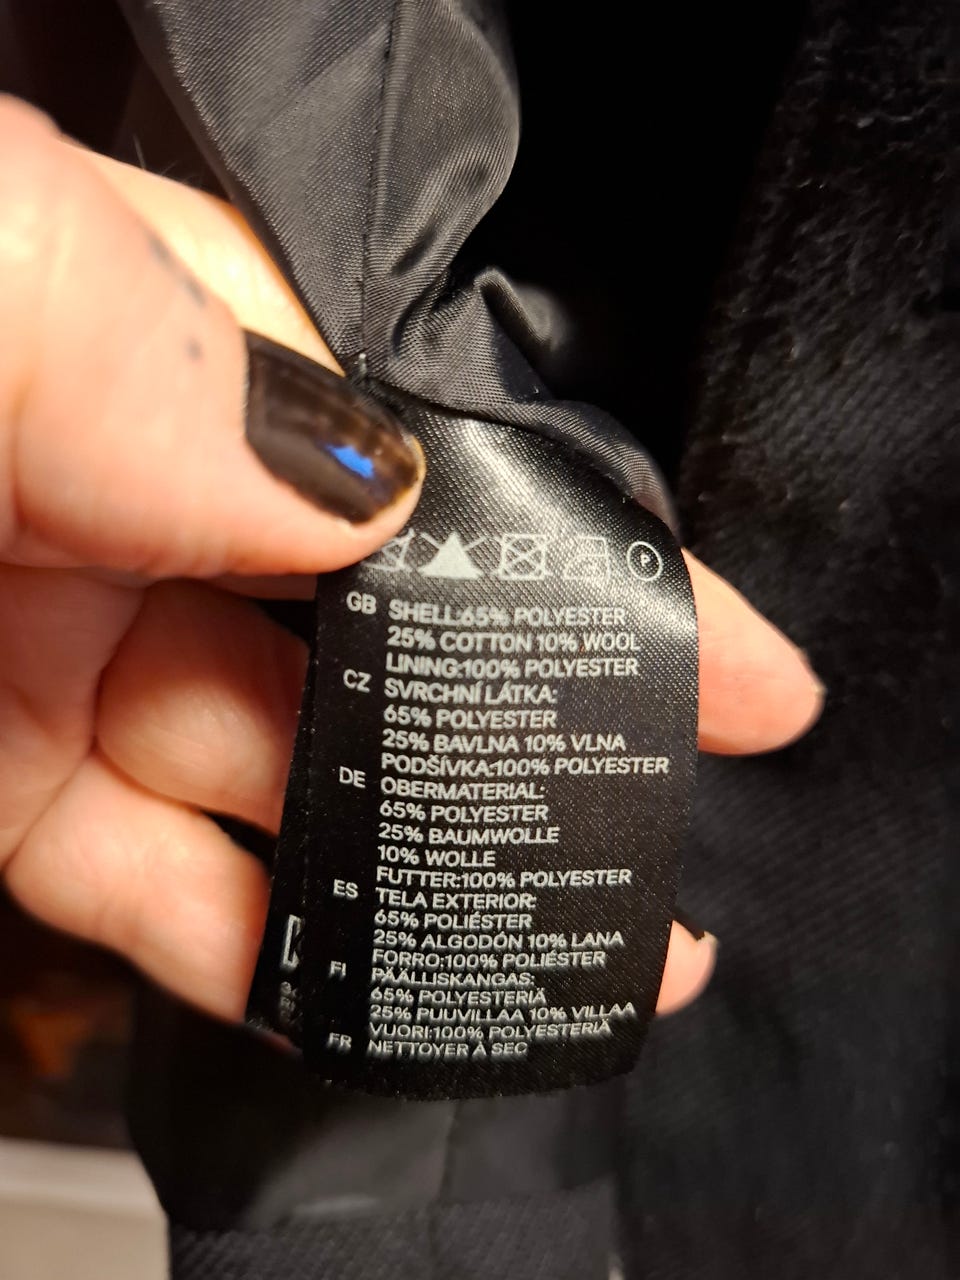 P
GB SHELL:65% POLYESTER
25% COTTON 10% WOOL
LINING:100% POLYESTER
CZ SVRCHNÍ LÁTKA:
65% POLYESTER
25% BAVLNA 10% VLNA
PODŠÍVKA:100% POLYESTER
DE OBERMATERIAL:
65% POLYESTER
25% BAUMWOLLE
10% WOLLE
FUTTER:100% POLYESTER
ES TELA EXTERIOR:
65% POLIÉSTER
25% ALGODÓN 10% LANA
FORRO:100% POLIÉSTER
FI PÄÄLLISKANGAS:
65% POLYESTERIÄ
25% PUUVILLAA 10% VILLAA
VUORI:100% POLYESTERIÄ
FR NETTOYER À SEC